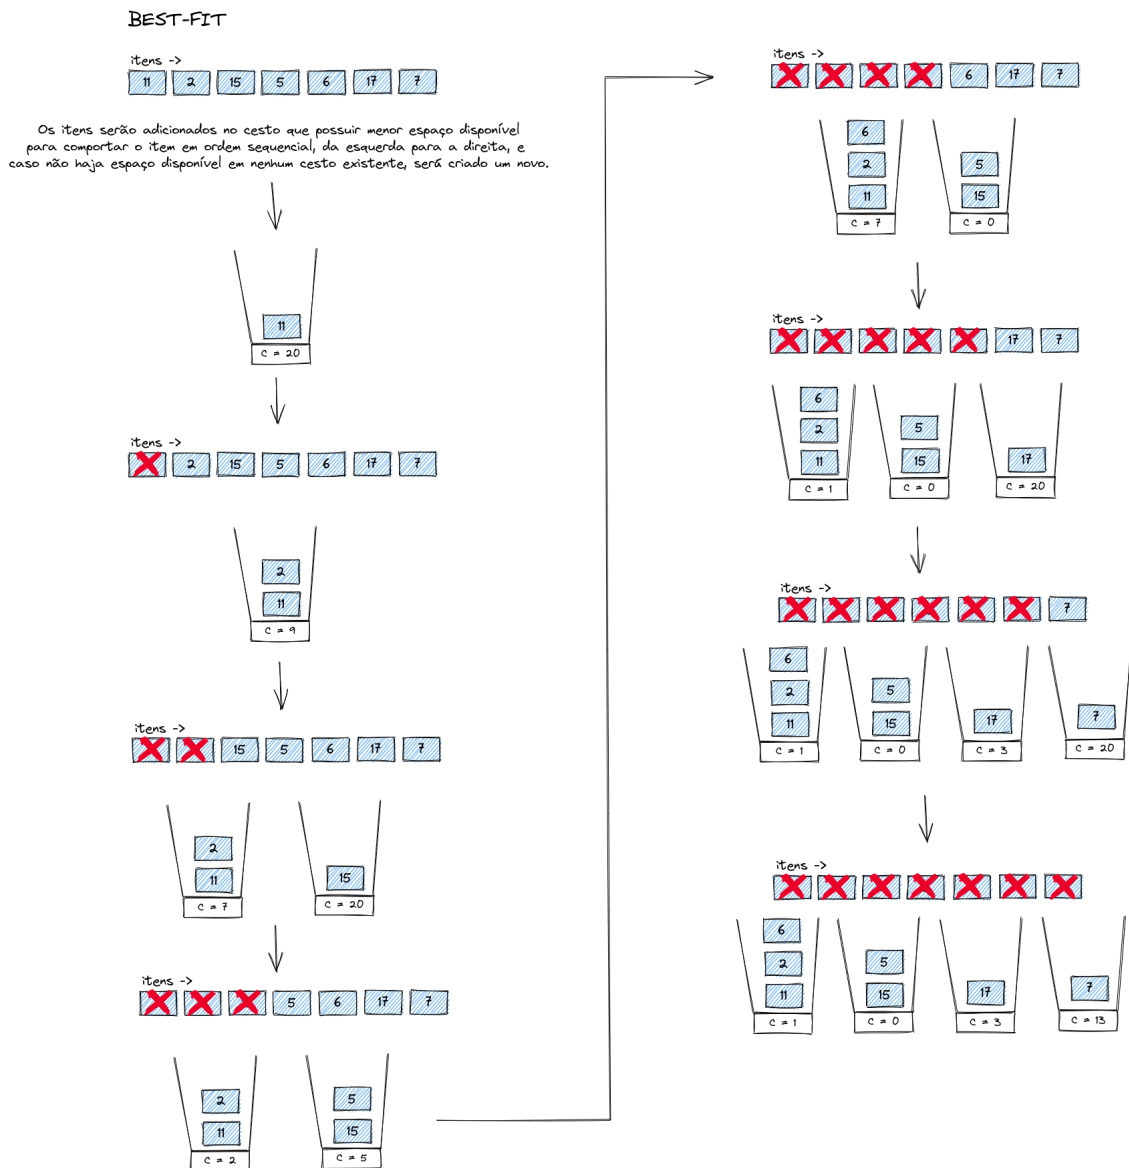 BEST-FIT
itens ->
11 2 15 5 6 17 7
Os itens serão adicionados no cesto que possuir menor espaço disponível
para comportar o item em ordem sequencial, da esquerda para a direita, e
caso não haja espaço disponível em nenhum cesto existente, será criado um novo.
11
C = 20
itens ->
2 15 5 6 17 7
2
11
C = 9
itens ->
15 5 6 17 7
2
11 15
C = 7 C = 20
itens ->
5 6 17 7
2 5
11 15
C = 2 C = 5
itens ->
6 17 7
6
2 5
11 15
C = 7 C = 0
itens ->
17 7
6
2 5
11 15 17
C = 1 C = 0 C = 20
itens ->
7
6
2 5
11 15 17 7
C = 1 C = 0 C = 3 C = 20
itens ->
6
2 5
11 15 17 7
C = 1 C = 0 C = 3 C = 13